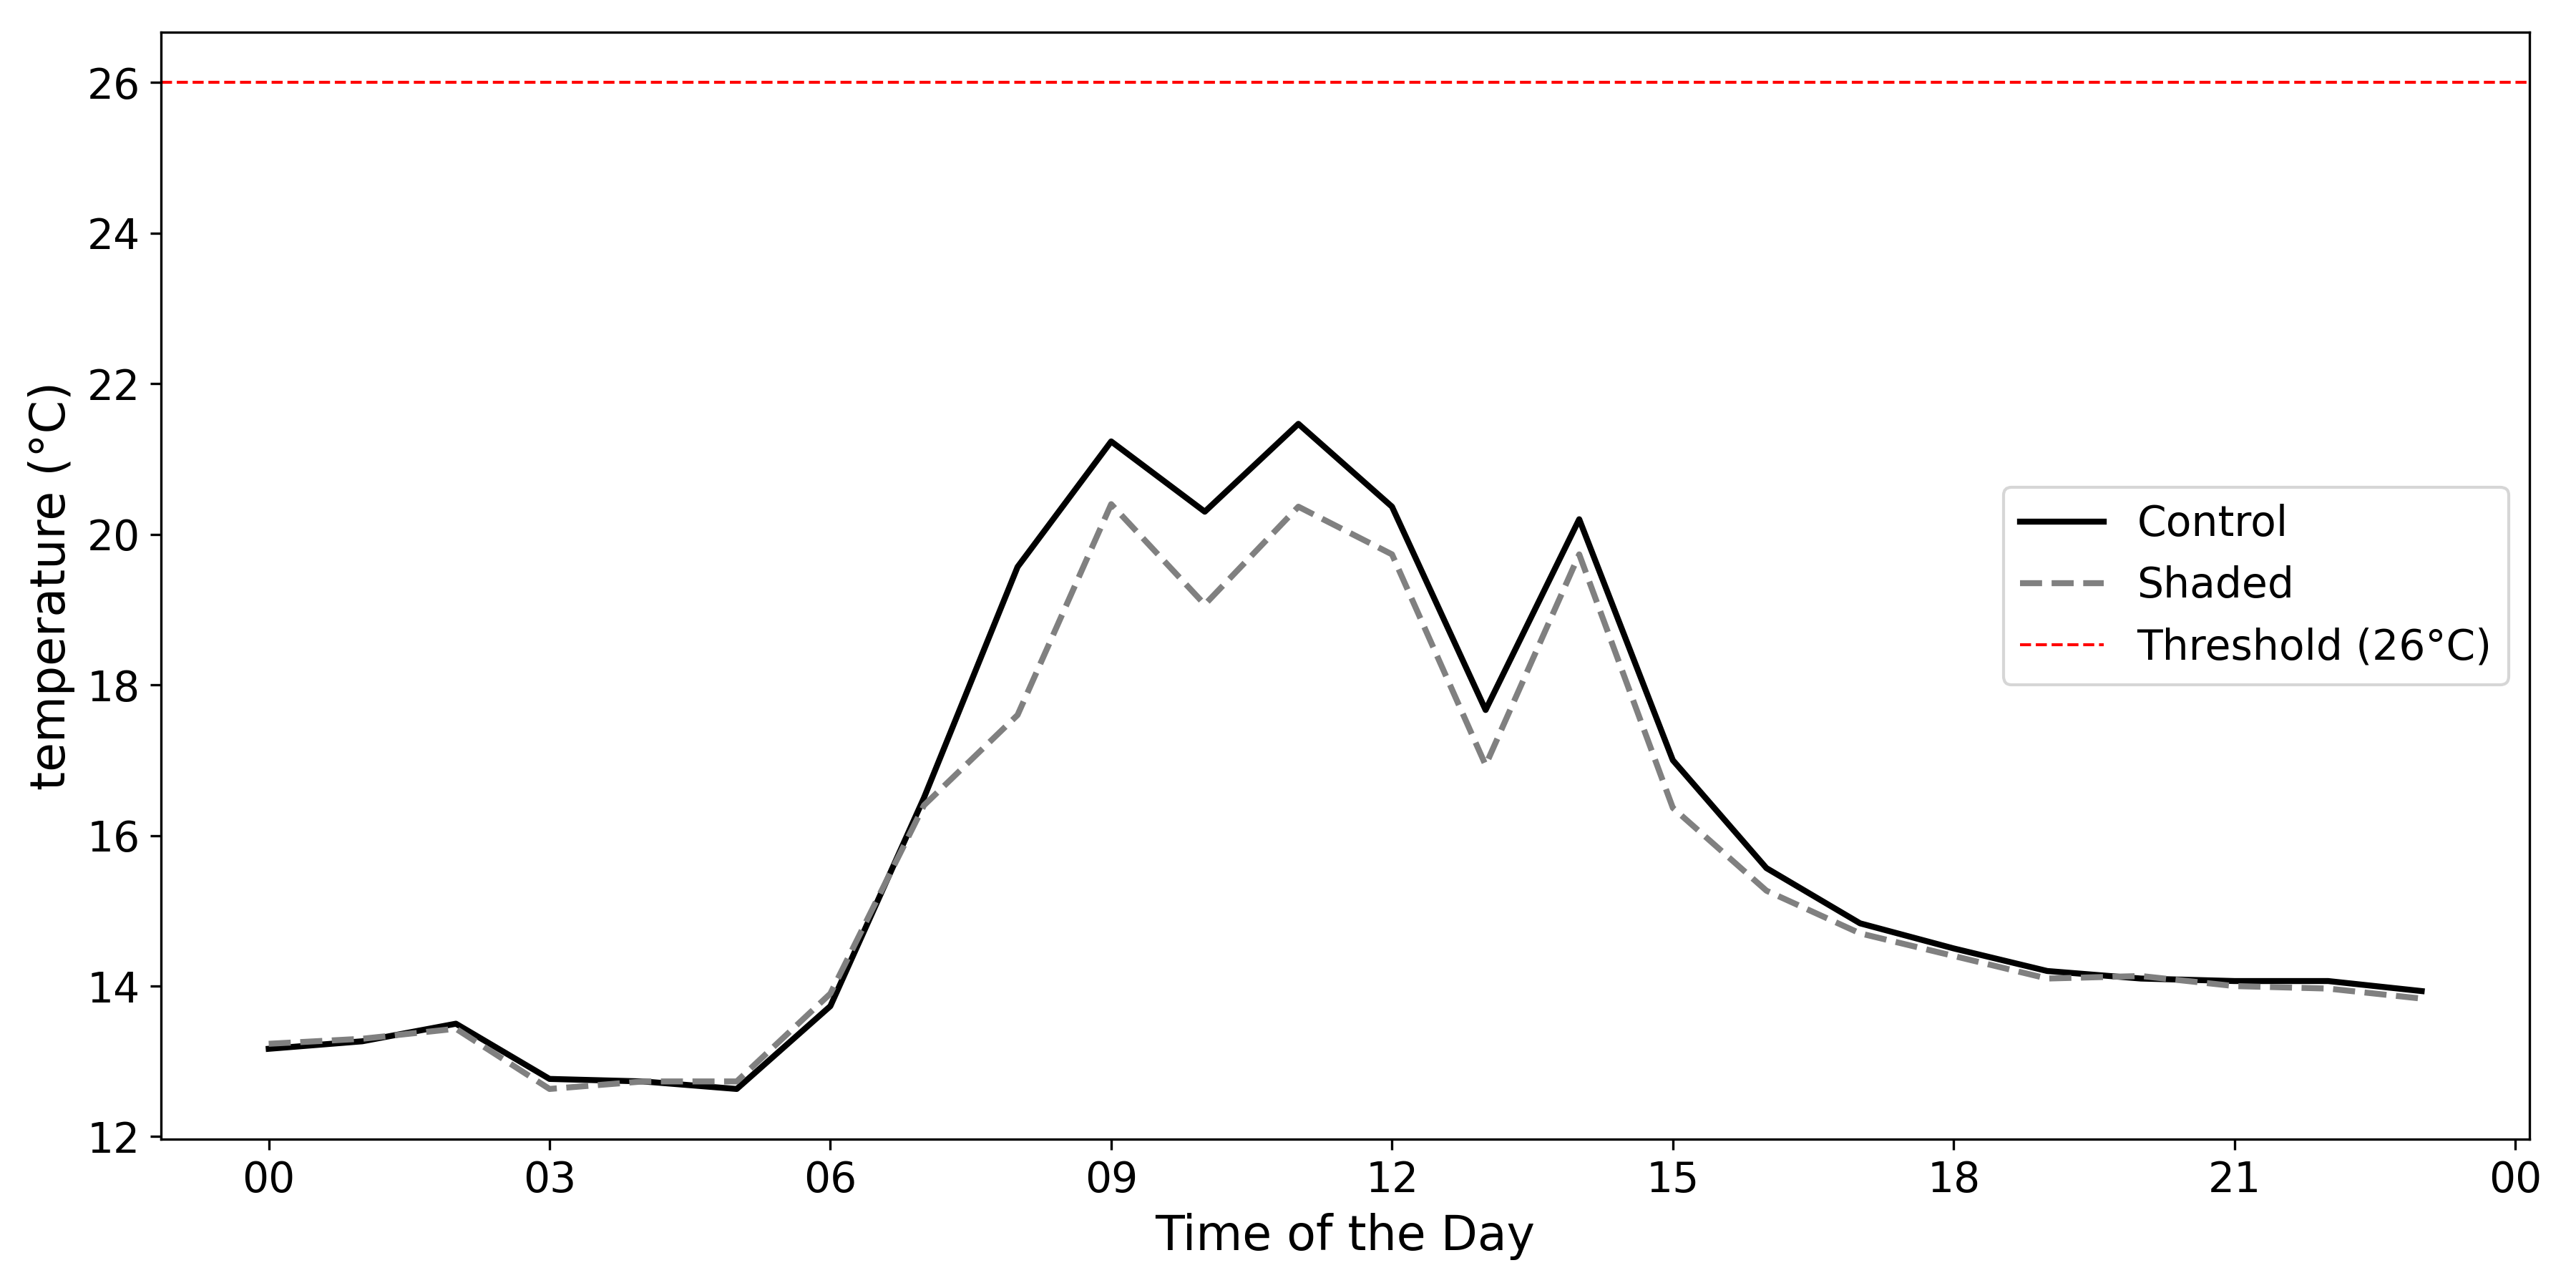 26
24
22
20
18
16
14
12
temperature (°C)
Control
Shaded
Threshold (26°C)
00 03 06 09 12 15 18 21 00
Time of the Day